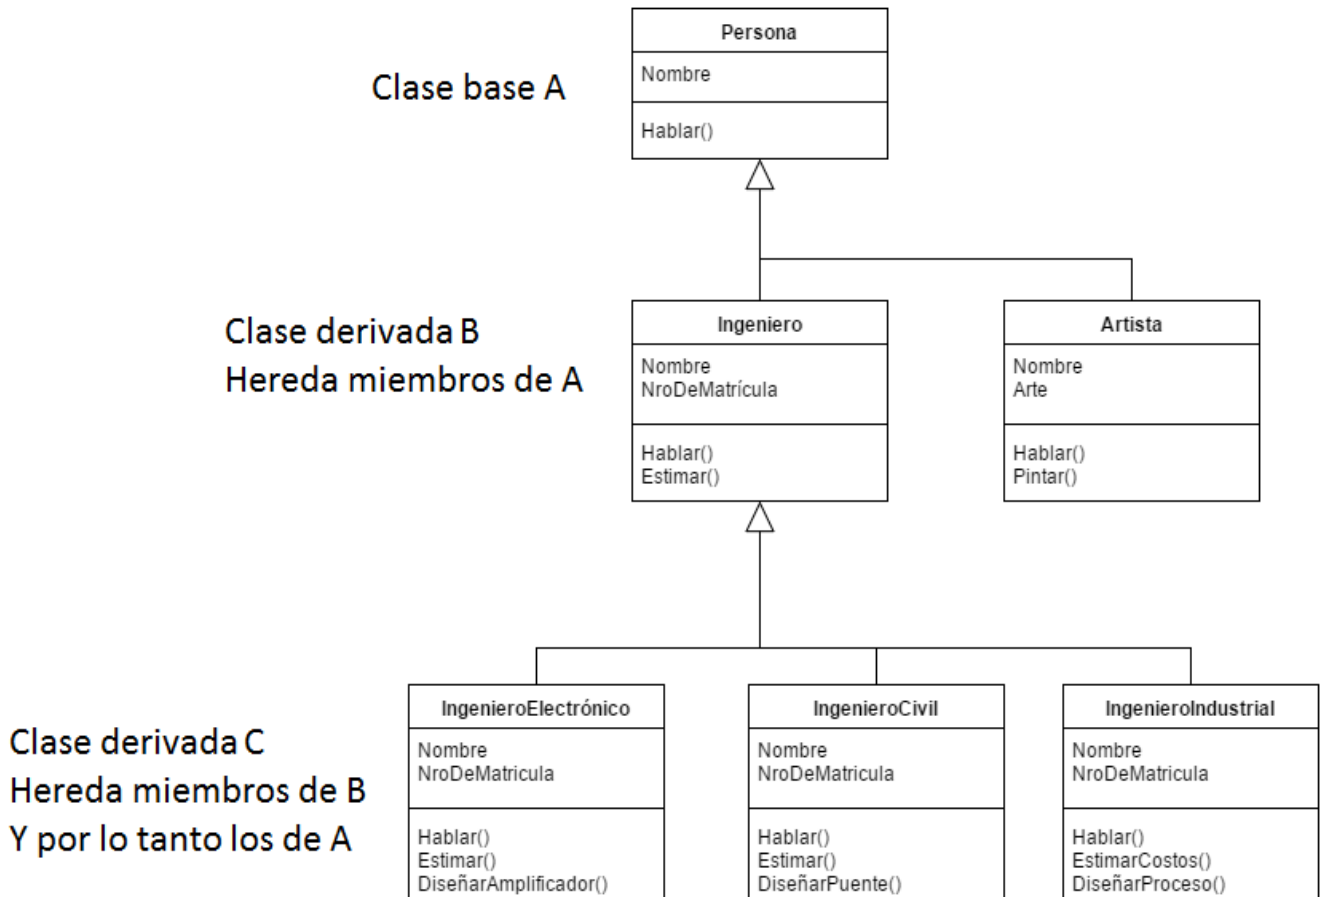 Persona
Nombre
Hablar()
Clase base A
Clase derivada B
Hereda miembros de A
Ingeniero
Nombre
NroDeMatrícula
Hablar()
Estimar()
Artista
Nombre
Arte
Hablar()
Pintar()
Clase derivada C
Hereda miembros de B
Y por lo tanto los de A
IngenieroElectrónico
Nombre
NroDeMatricula
Hablar()
Estimar()
DiseñarAmplificador()
IngenieroCivil
Nombre
NroDeMatricula
Hablar()
Estimar()
DiseñarPuente()
IngenieroIndustrial
Nombre
NroDeMatricula
Hablar()
EstimarCostos()
DiseñarProceso()